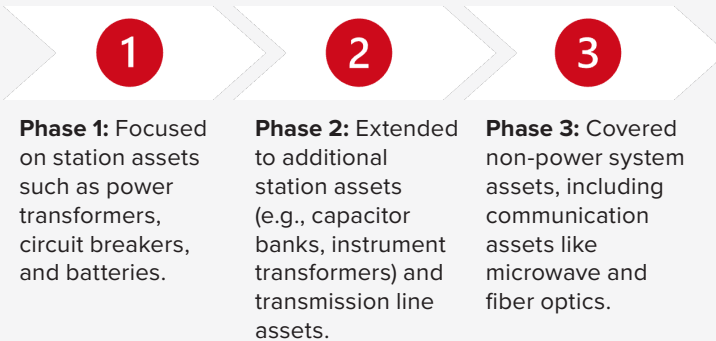 1
2
3
Phase 1: Focused
on station assets
such as power
transformers,
circuit breakers,
and batteries.
Phase 2: Extended
to additional
station assets
(e.g., capacitor
banks, instrument
transformers) and
transmission line
assets.
Phase 3: Covered
non-power system
assets, including
communication
assets like
microwave and
fiber optics.